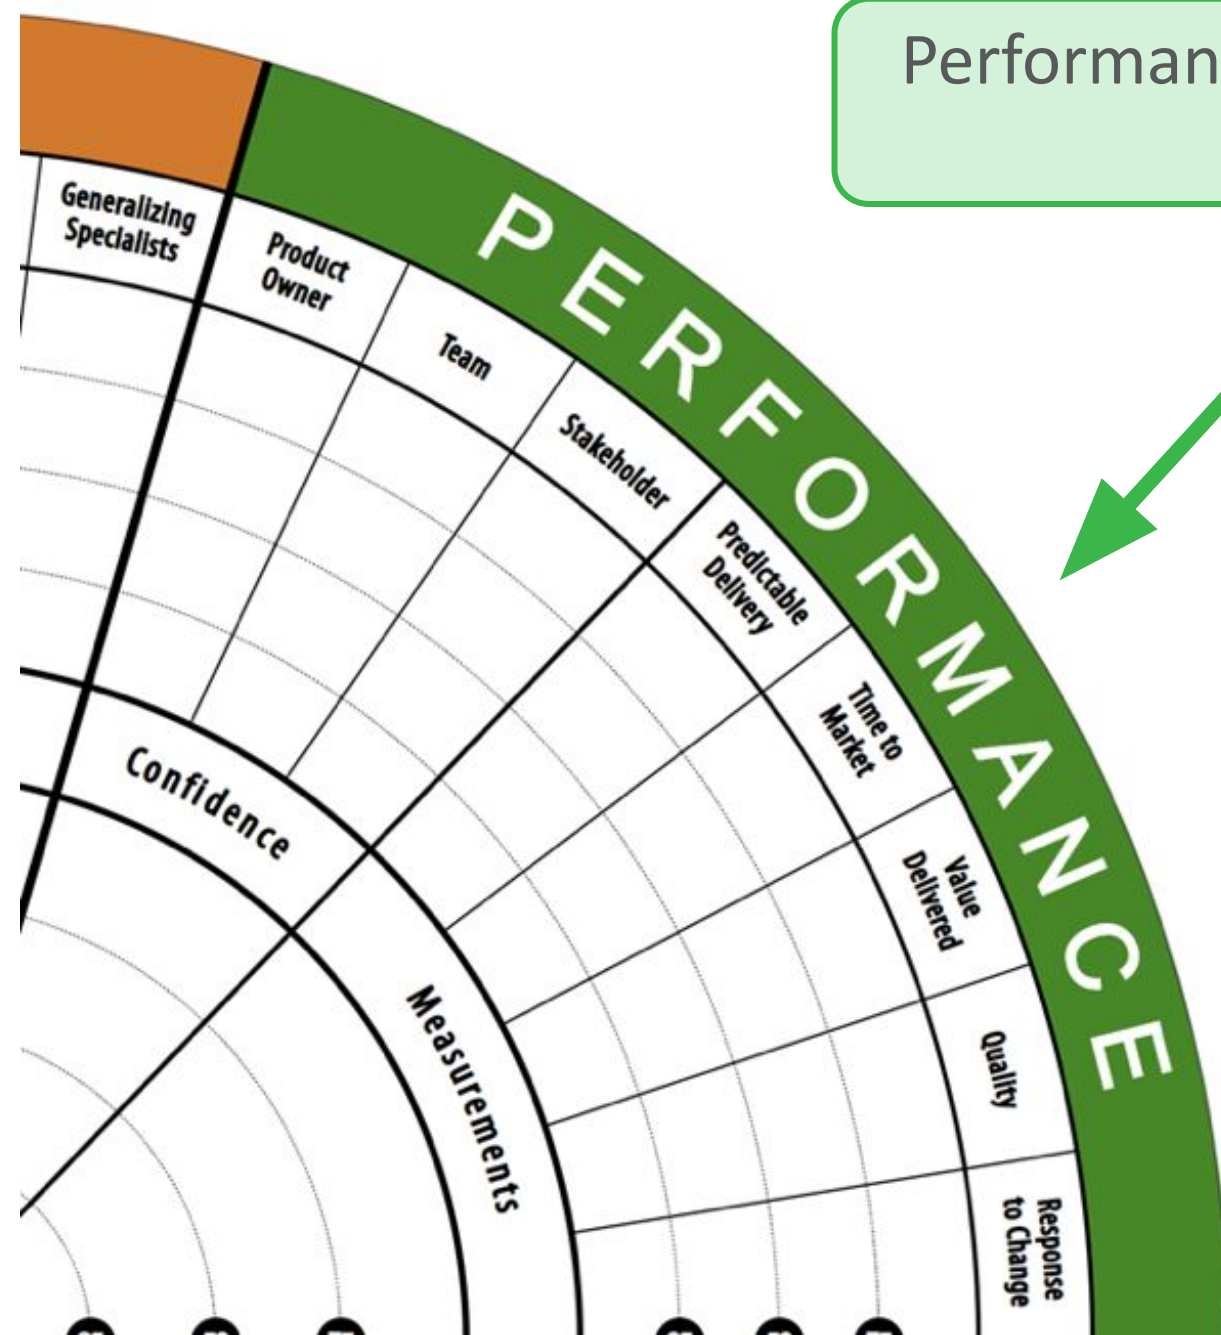 Performan
PERFORMANCE
Generalizing
Specialists
Product
Owner
Team
Stakeholder
Predictable
Delivery
Time to
Market
Value
Delivered
Quality
Response
to Change
Confidence
Measurements